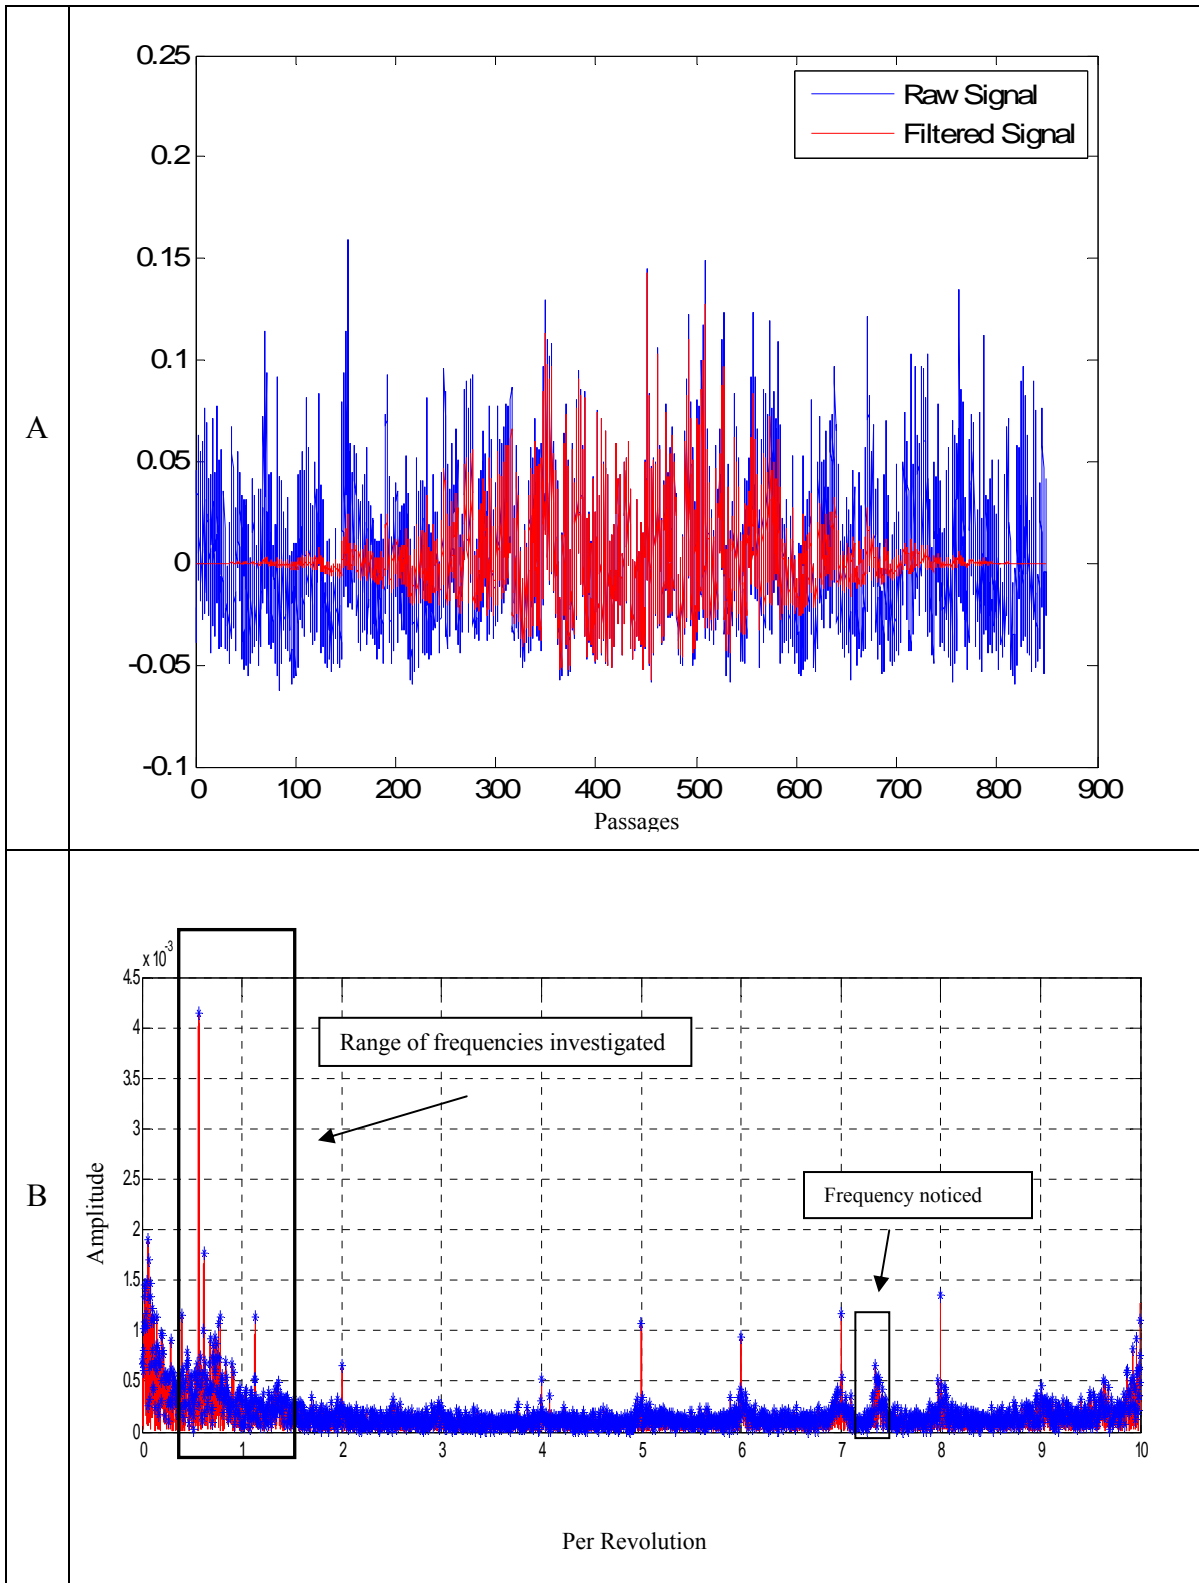 A
0.25
0.2
0.15
0.1
0.05
0
-0.05
-0.1
Raw Signal
Filtered Signal
0 100 200 300 400 500 600 700 800 900
Passages
B
x 10^-3
4.5
4
3.5
3
2.5
2
1.5
1
0.5
0
Amplitude
Range of frequencies investigated
Frequency noticed
0 1 2 3 4 5 6 7 8 9 10
Per Revolution